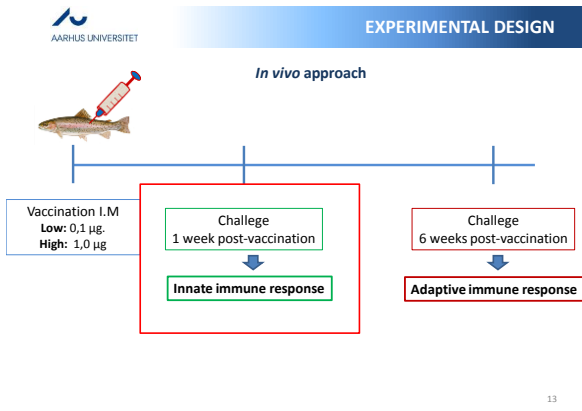 AARHUS UNIVERSITET
EXPERIMENTAL DESIGN
In vivo approach
Vaccination I.M
Low: 0,1 µg.
High: 1,0 µg
Challege
1 week post-vaccination
Innate immune response
Challege
6 weeks post-vaccination
Adaptive immune response
13